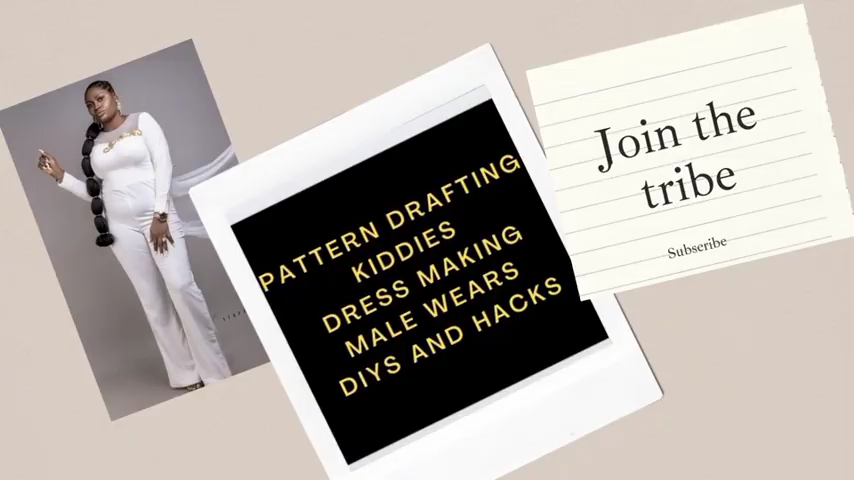 PATTERN DRAFTING
KIDDIES
DRESS MAKING
MALE WEARS
DIYS AND HACKS
Join the
tribe
Subscribe